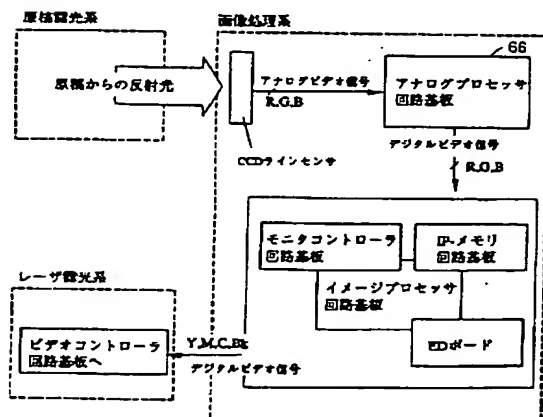 原稿露光系
画像処理系
66
原稿からの反射光
アナログビデオ信号
R,G,B
アナログプロセッサ
回路基板
CCDラインセンサ
デジタルビデオ信号
R,G,B
モニタコントローラ
回路基板
IP-メモリ
回路基板
イメージプロセッサ
回路基板
レーザ露光系
ビデオコントローラ
回路基板へ
Y,M,C,Bk
デジタルビデオ信号
EDボード